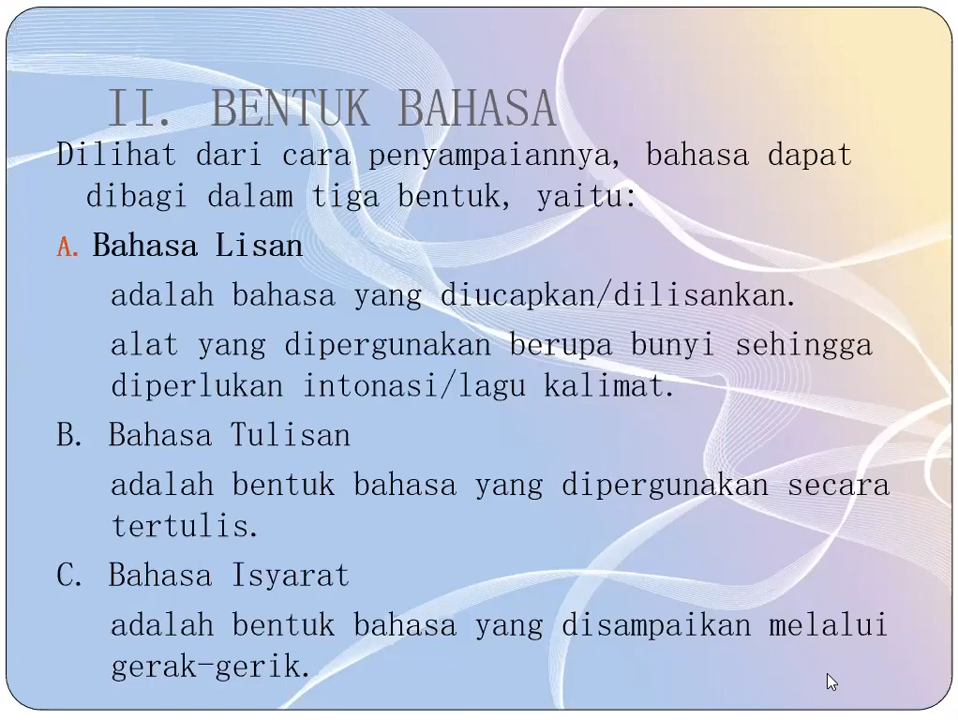 II. BENTUK BAHASA
Dilihat dari cara penyampaiannya, bahasa dapat
dibagi dalam tiga bentuk, yaitu:
A. Bahasa Lisan
adalah bahasa yang diucapkan/dilisankan.
alat yang dipergunakan berupa bunyi sehingga
diperlukan intonasi/lagu kalimat.
B. Bahasa Tulisan
adalah bentuk bahasa yang dipergunakan secara
tertulis.
C. Bahasa Isyarat
adalah bentuk bahasa yang disampaikan melalui
gerak-gerik.